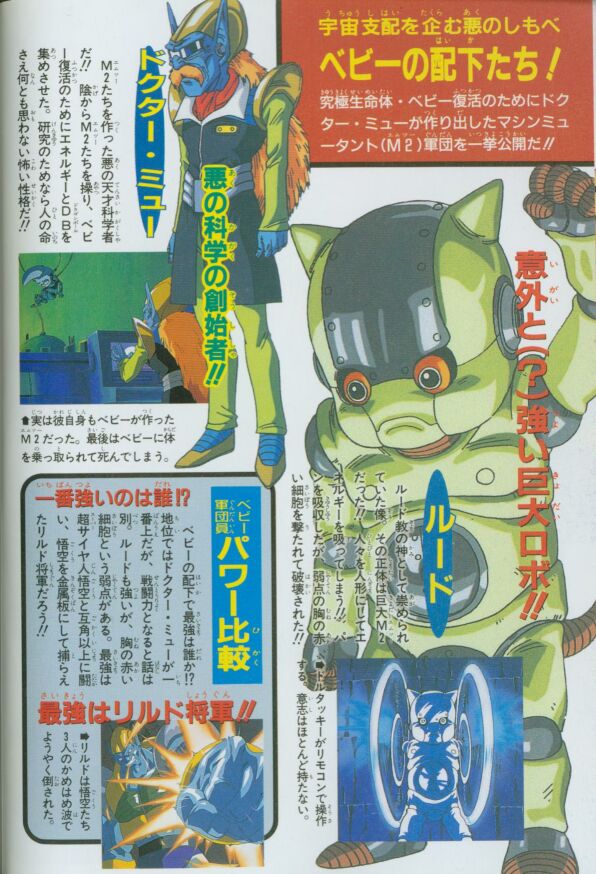 宇宙支配を企む悪のしもべ
ベビーの配下たち！
究極生命体・ベビー復活のためにドク
ター・ミューが作り出したマシンミュ
ータント(M2)軍団を一挙公開だ!!
意外と(?)強い巨大ロボ!!
ルード
ルード教の神として崇められ
ていた像。その正体は巨大M2
だった!! 人々を人形にしてエ
ネルギーを吸ってしまう!! パ
ンを吸収したが、弱点の胸の赤
い細胞を撃たれて破壊された!!
➡ドルタッキーがリモコンで操作
する。意志はほとんど持たない。
ドクター・ミュー
悪の科学の創始者!!
M2たちを作った悪の天才科学者
だ!! 陰からM2たちを操り、ベビ
ー復活のためにエネルギーとDBを
集めさせた。研究のためなら人の命
さえ何とも思わない怖い性格だ!!
⬆実は彼自身もベビーが作った
M2だった。最後はベビーに体
を乗っ取られて死んでしまう。
ベビー軍団員
パワー比較
一番強いのは誰!?
ベビーの配下で最強は誰か!?
地位ではドクター・ミューが一
番上だが、戦闘力となると話は
別。ルードも強いが、胸の赤い
細胞という弱点がある。最強は
超サイヤ人悟空と互角以上に闘
い、悟空を金属板にして捕らえ
たリルド将軍だろう!!
最強はリルド将軍!!
➡リルドは悟空たち
3人のかめはめ波で
ようやく倒された。